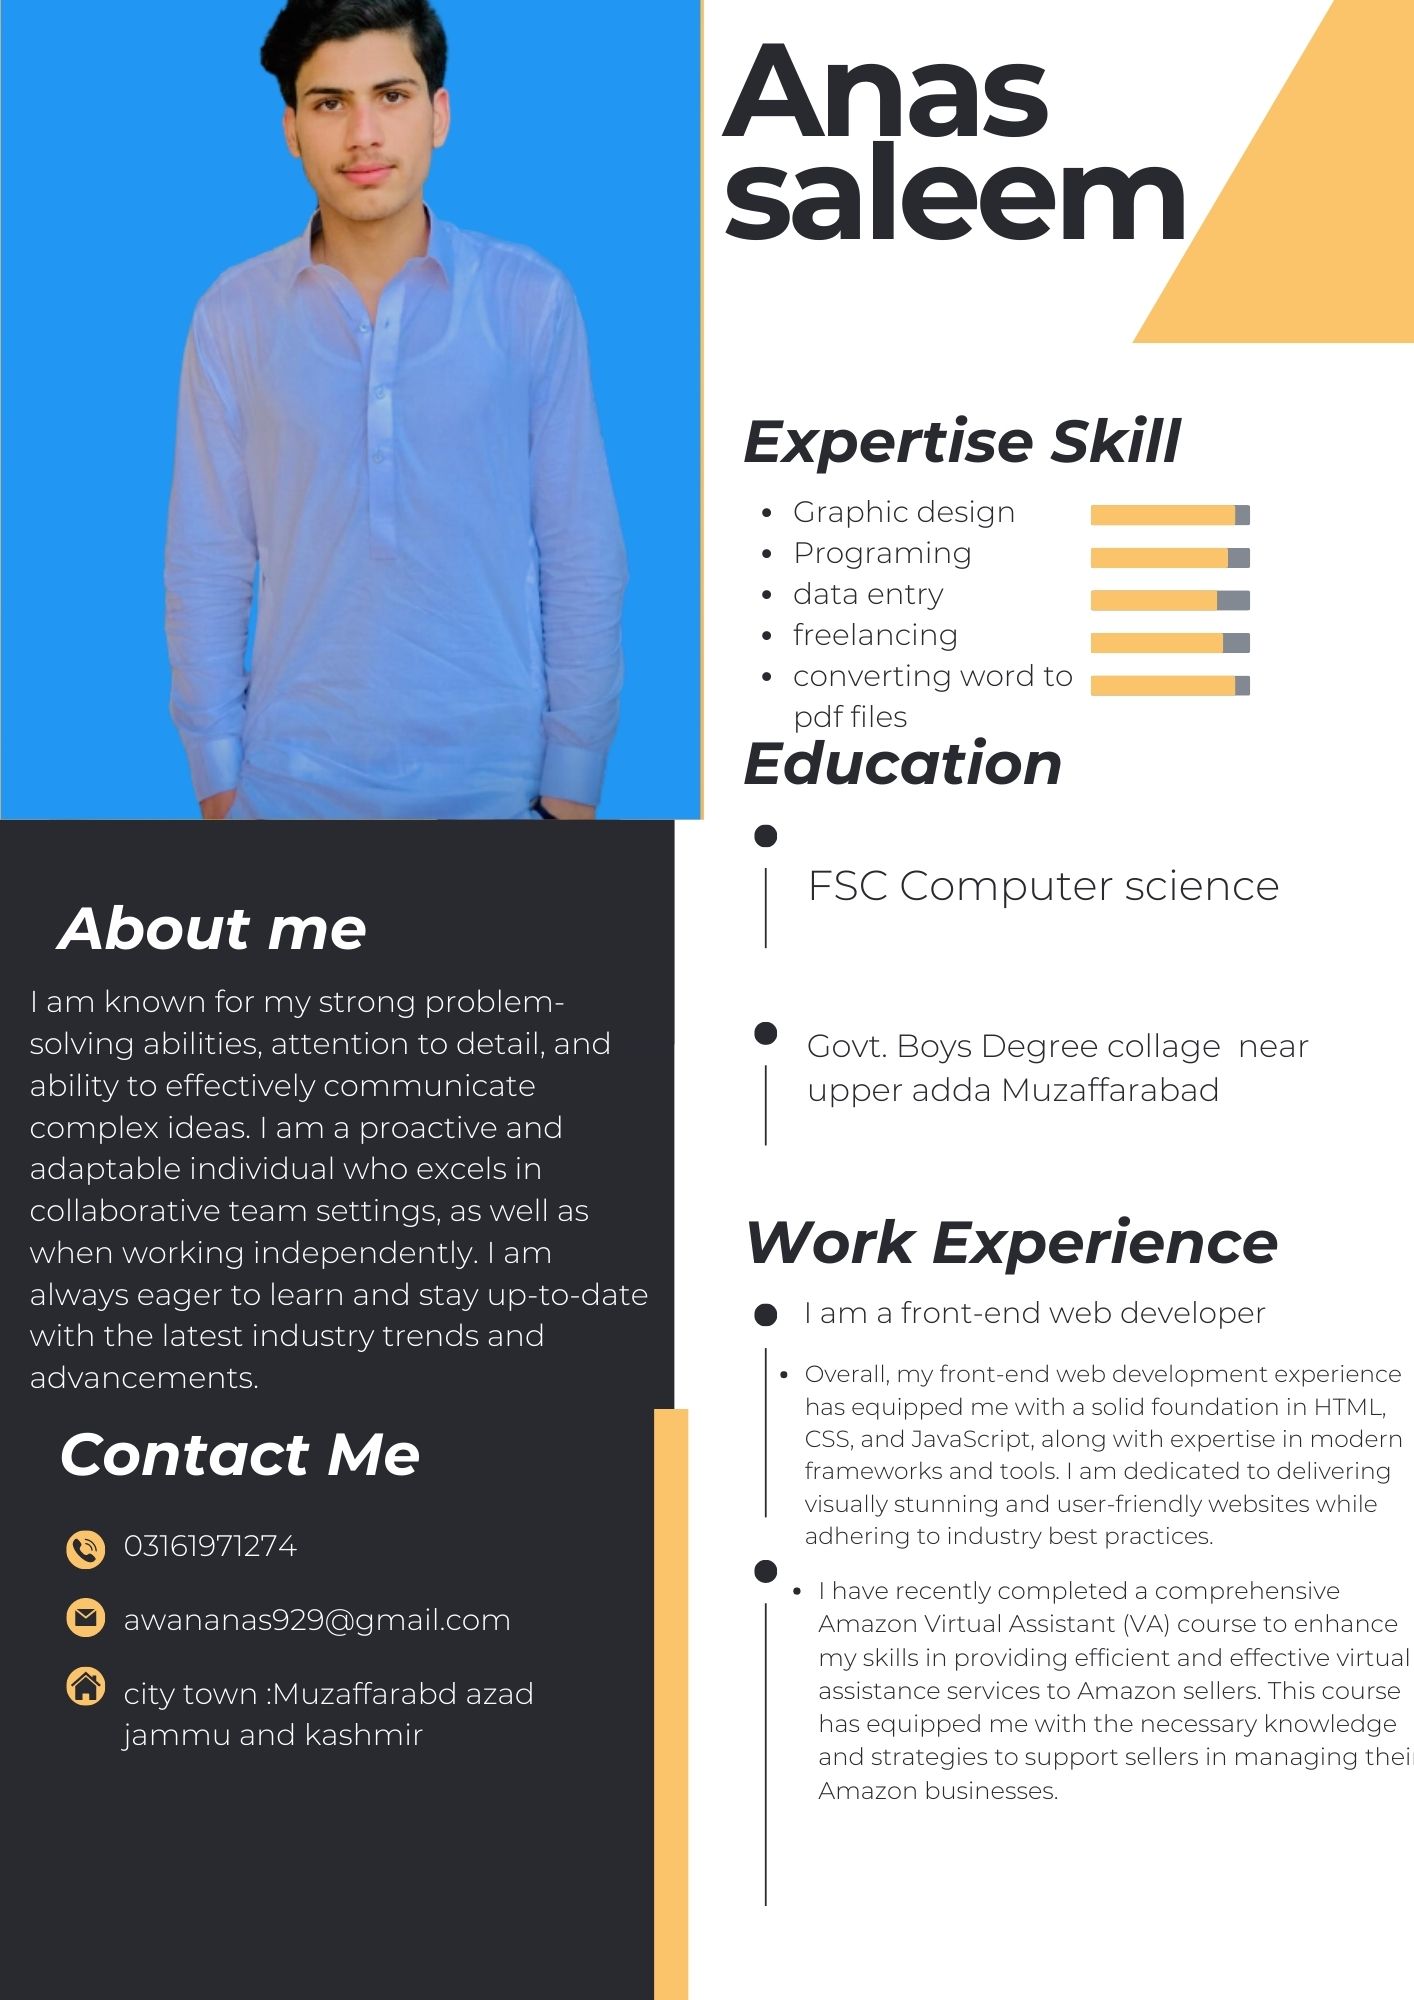 Anas
saleem
Expertise Skill
Graphic design
Programing
data entry
freelancing
converting word to
pdf files
Education
FSC Computer science
Govt. Boys Degree collage  near
upper adda Muzaffarabad
Work Experience
I am a front-end web developer
Overall, my front-end web development experience
has equipped me with a solid foundation in HTML,
CSS, and JavaScript, along with expertise in modern
frameworks and tools. I am dedicated to delivering
visually stunning and user-friendly websites while
adhering to industry best practices.
I have recently completed a comprehensive
Amazon Virtual Assistant (VA) course to enhance
my skills in providing efficient and effective virtual
assistance services to Amazon sellers. This course
has equipped me with the necessary knowledge
and strategies to support sellers in managing their
Amazon businesses.
About me
I am known for my strong problem-
solving abilities, attention to detail, and
ability to effectively communicate
complex ideas. I am a proactive and
adaptable individual who excels in
collaborative team settings, as well as
when working independently. I am
always eager to learn and stay up-to-date
with the latest industry trends and
advancements.
Contact Me
03161971274
awananas929@gmail.com
city town :Muzaffarabd azad
jammu and kashmir